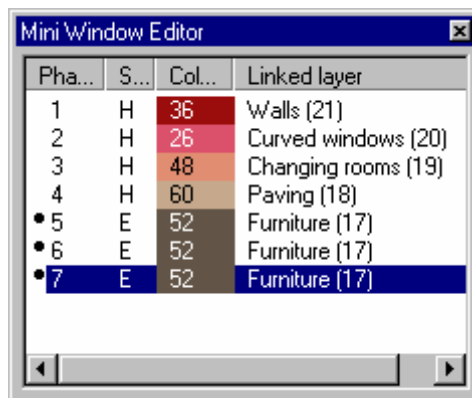 Mini Window Editor
Pha... S... Col... Linked layer
1 H 36 Walls (21)
2 H 26 Curved windows (20)
3 H 48 Changing rooms (19)
4 H 60 Paving (18)
5 E 52 Furniture (17)
6 E 52 Furniture (17)
7 E 52 Furniture (17)